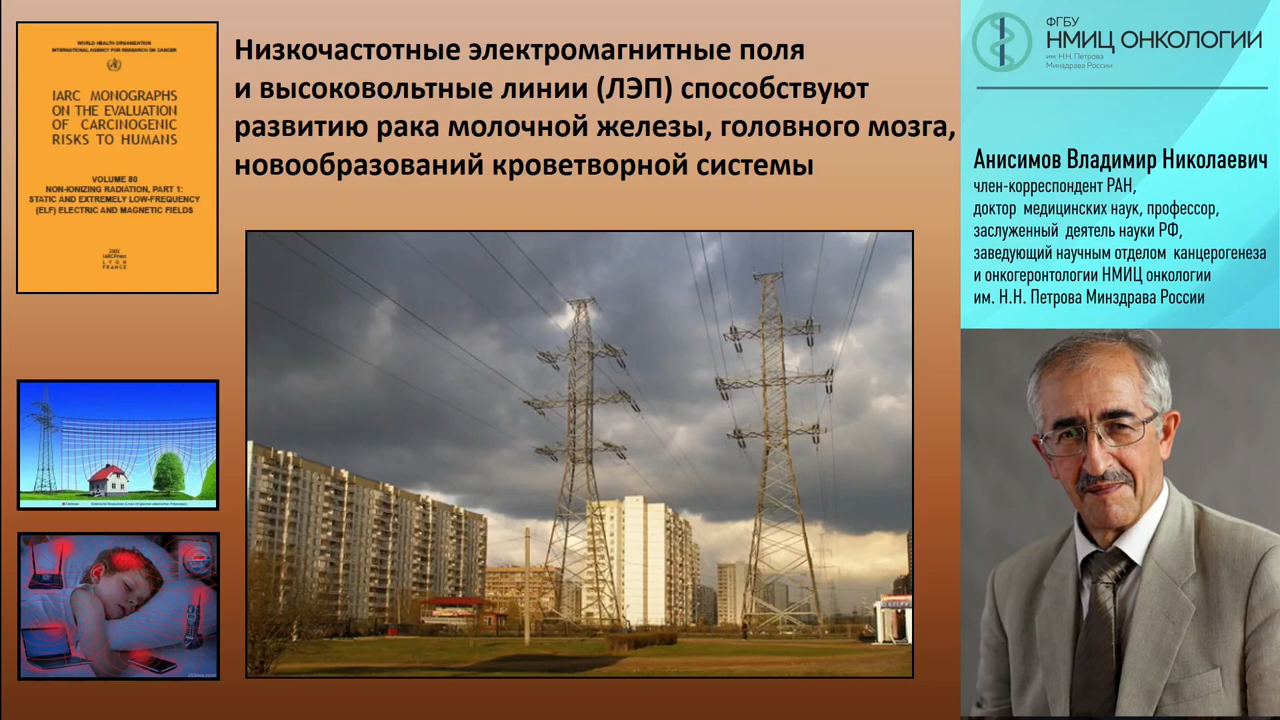 WORLD HEALTH ORGANIZATION
INTERNATIONAL AGENCY FOR RESEARCH ON CANCER
IARC MONOGRAPHS
ON THE EVALUATION
OF CARCINOGENIC
RISKS TO HUMANS
VOLUME 80
NON-IONIZING RADIATION, PART 1:
STATIC AND EXTREMELY LOW-FREQUENCY
(ELF) ELECTRIC AND MAGNETIC FIELDS
2002
IARCPress
LYON
FRANCE
Низкочастотные электромагнитные поля
и высоковольтные линии (ЛЭП) способствуют
развитию рака молочной железы, головного мозга,
новообразований кроветворной системы
ФГБУ
НМИЦ ОНКОЛОГИИ
им. Н.Н. Петрова
Минздрава России
Анисимов Владимир Николаевич
член-корреспондент РАН,
доктор медицинских наук, профессор,
заслуженный деятель науки РФ,
заведующий научным отделом канцерогенеза
и онкогеронтологии НМИЦ онкологии
им. Н.Н. Петрова Минздрава России